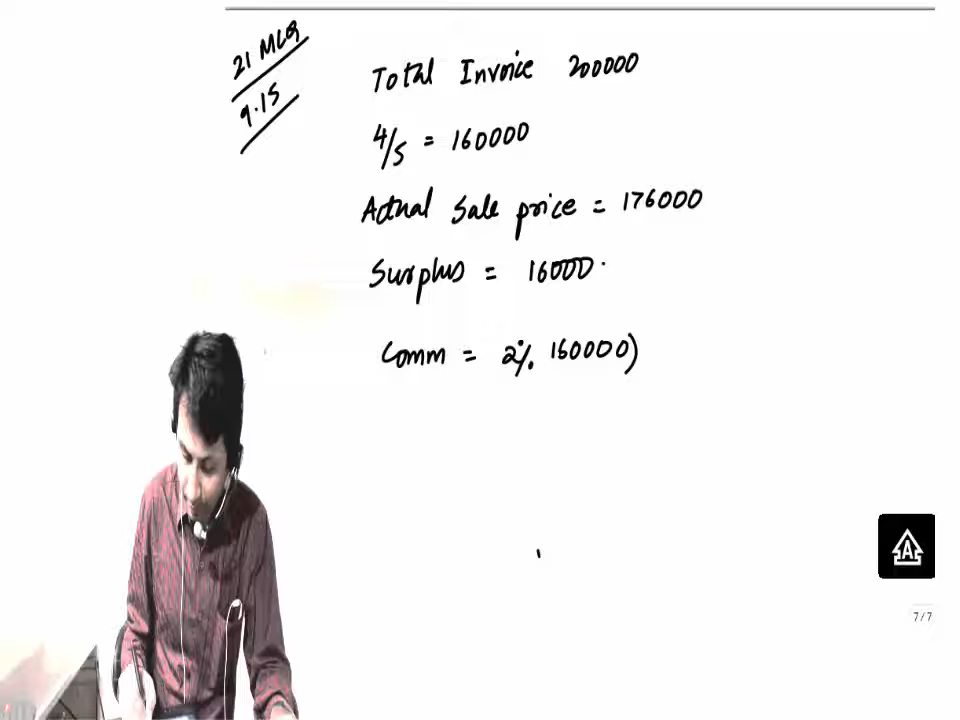 21 MCQ
9.15
Total Invoice 200000
4/5 = 160000
Actual Sale price = 176000
Surplus = 16000
Comm = 2% 160000)
A
7/7